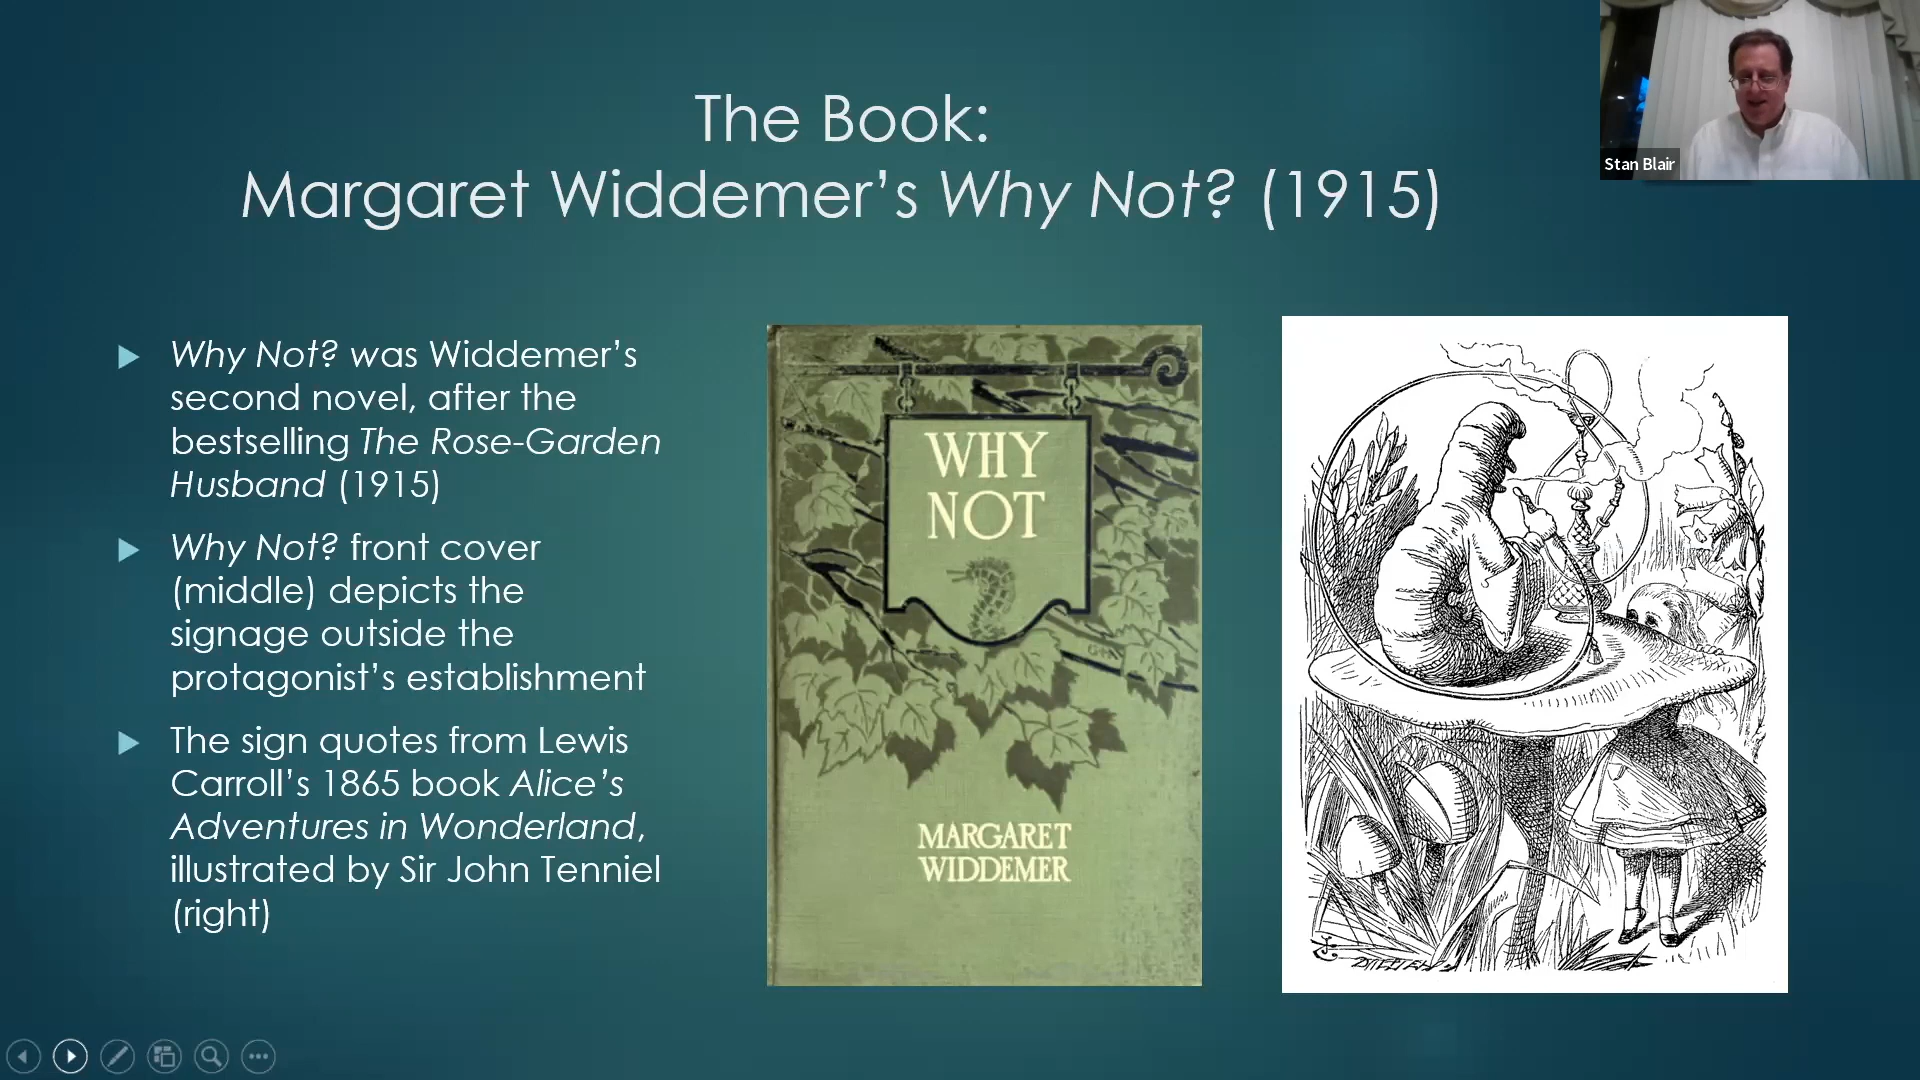 The Book:
Margaret Widdemer’s Why Not? (1915)
Stan Blair
Why Not? was Widdemer’s
second novel, after the
bestselling The Rose-Garden
Husband (1915)
Why Not? front cover
(middle) depicts the
signage outside the
protagonist’s establishment
The sign quotes from Lewis
Carroll’s 1865 book Alice’s
Adventures in Wonderland,
illustrated by Sir John Tenniel
(right)
WHY
NOT
MARGARET
WIDDEMER